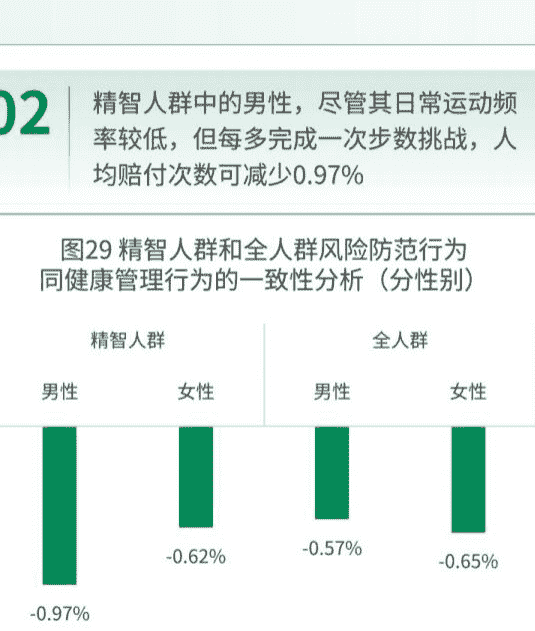 02
精智人群中的男性，尽管其日常运动频
率较低，但每多完成一次步数挑战，人
均赔付次数可减少0.97%
图29 精智人群和全人群风险防范行为
同健康管理行为的一致性分析（分性别）
精智人群 全人群
男性 女性 男性 女性
-0.97% -0.62% -0.57% -0.65%